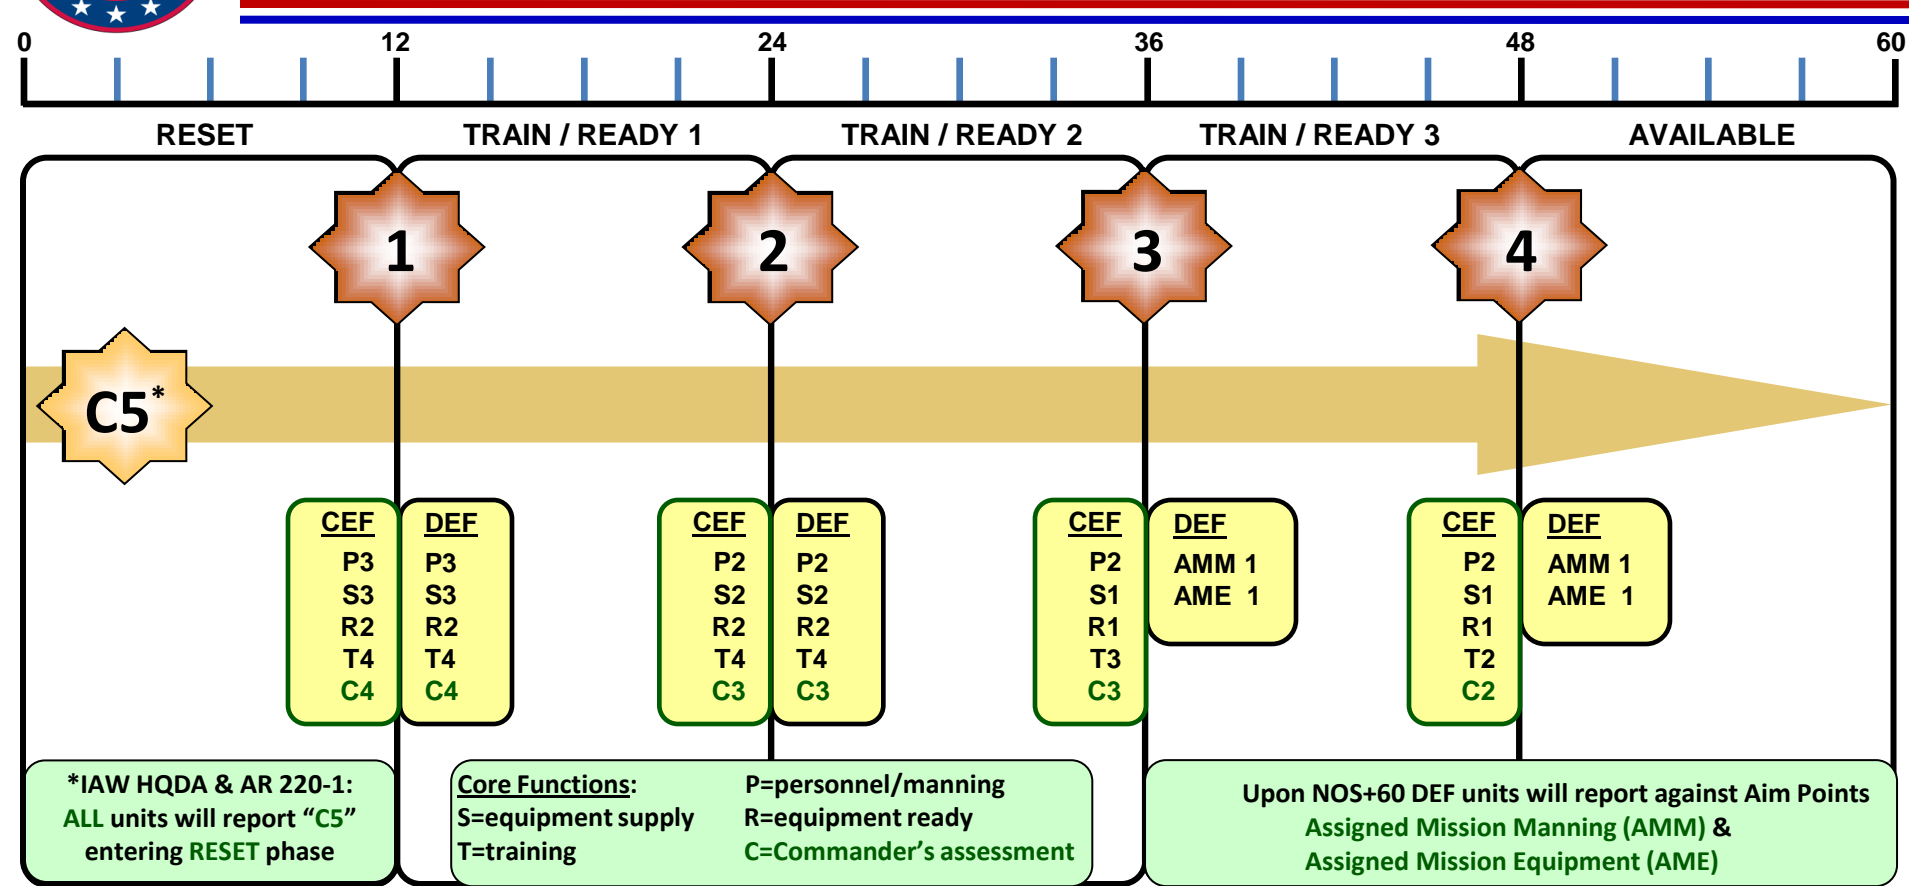 0 12 24 36 48 60
RESET TRAIN / READY 1 TRAIN / READY 2 TRAIN / READY 3 AVAILABLE
1 2 3 4
C5*
CEF
P3
S3
R2
T4
C4
DEF
P3
S3
R2
T4
C4
CEF
P2
S2
R2
T4
C3
DEF
P2
S2
R2
T4
C3
CEF
P2
S1
R1
T3
C3
DEF
AMM 1
AME 1
CEF
P2
S1
R1
T2
C2
DEF
AMM 1
AME 1
*IAW HQDA & AR 220-1:
ALL units will report “C5”
entering RESET phase
Core Functions: P=personnel/manning
S=equipment supply R=equipment ready
T=training C=Commander’s assessment
Upon NOS+60 DEF units will report against Aim Points
Assigned Mission Manning (AMM) &
Assigned Mission Equipment (AME)